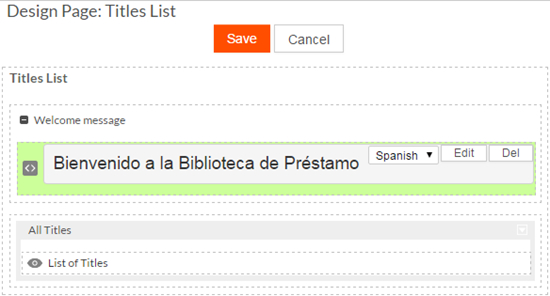 Design Page: Titles List
Save Cancel
Titles List
Welcome message
Bienvenido a la Biblioteca de Préstamo Spanish Edit Del
All Titles
List of Titles